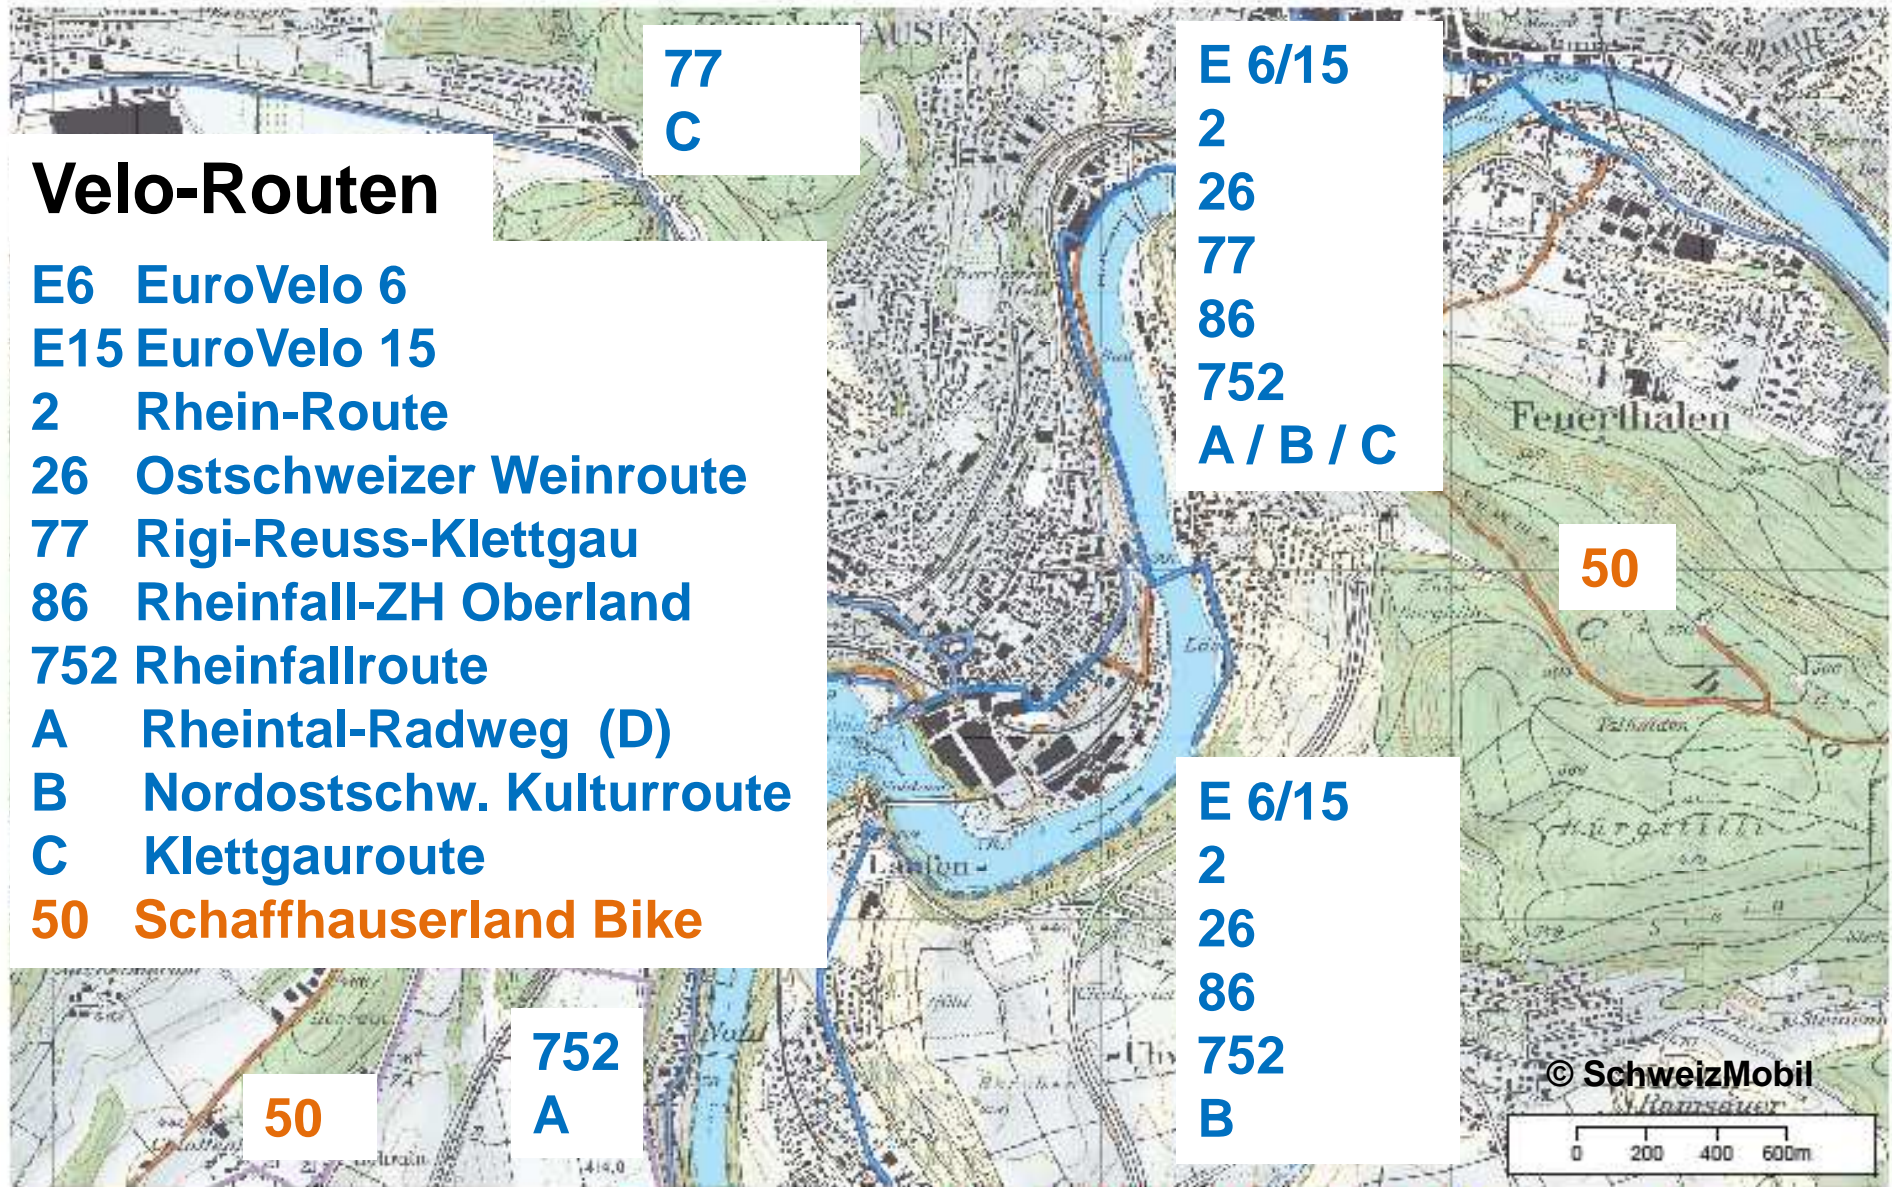 Velo-Routen
E6 EuroVelo 6
E15 EuroVelo 15
2 Rhein-Route
26 Ostschweizer Weinroute
77 Rigi-Reuss-Klettgau
86 Rheinfall-ZH Oberland
752 Rheinfallroute
A Rheintal-Radweg (D)
B Nordostschw. Kulturroute
C Klettgauroute
50 Schaffhauserland Bike
77
C
E 6/15
2
26
77
86
752
A / B / C
Feuerthalen
50
E 6/15
2
26
86
752
B
752
A
50
© SchweizMobil
0 200 400 600m